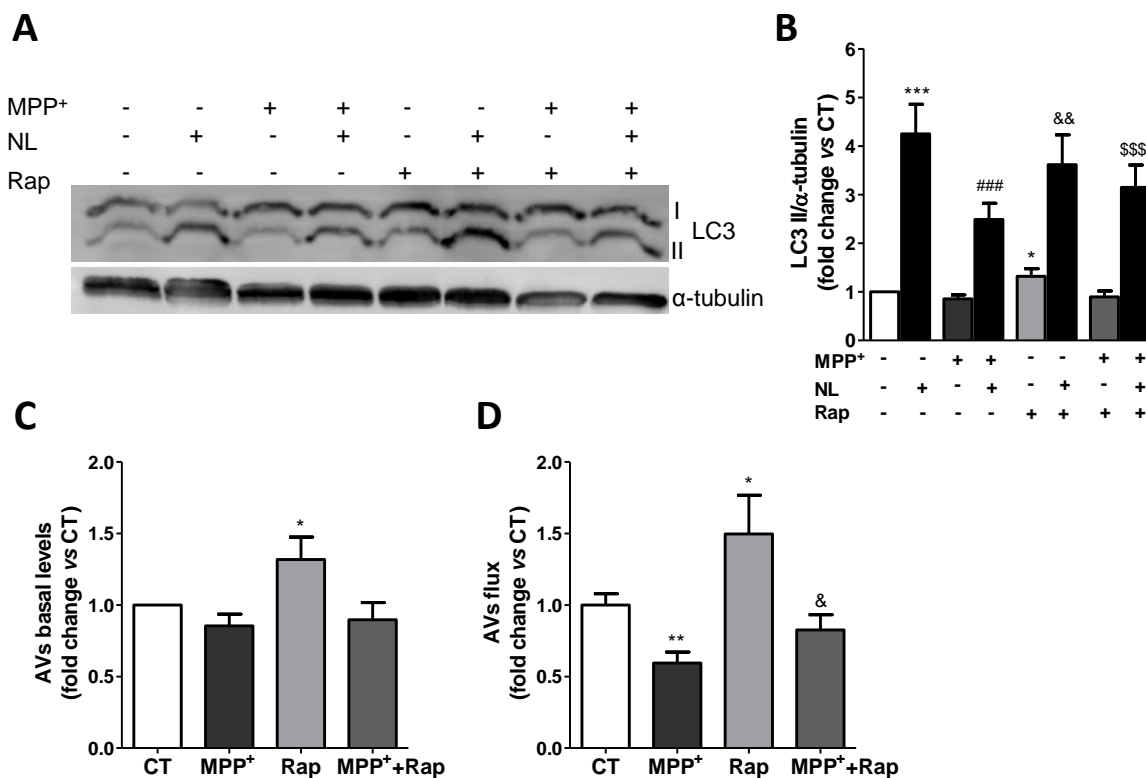 A
MPP+ - - + + - - + +
NL - + - + - + - +
Rap - - - - + + + +
I
LC3
II
α-tubulin
B
LC3 II/α-tubulin
(fold change vs CT)
6
5
4
3
2
1
0
***
###
*
&&
$$$
MPP+ - - + + - - + +
NL - + - + - + - +
Rap - - - - + + + +
C
AVs basal levels
(fold change vs CT)
2.0
1.5
1.0
0.5
0.0
*
CT MPP+ Rap MPP++Rap
D
AVs flux
(fold change vs CT)
2.0
1.5
1.0
0.5
0.0
**
*
&
CT MPP+ Rap MPP++Rap